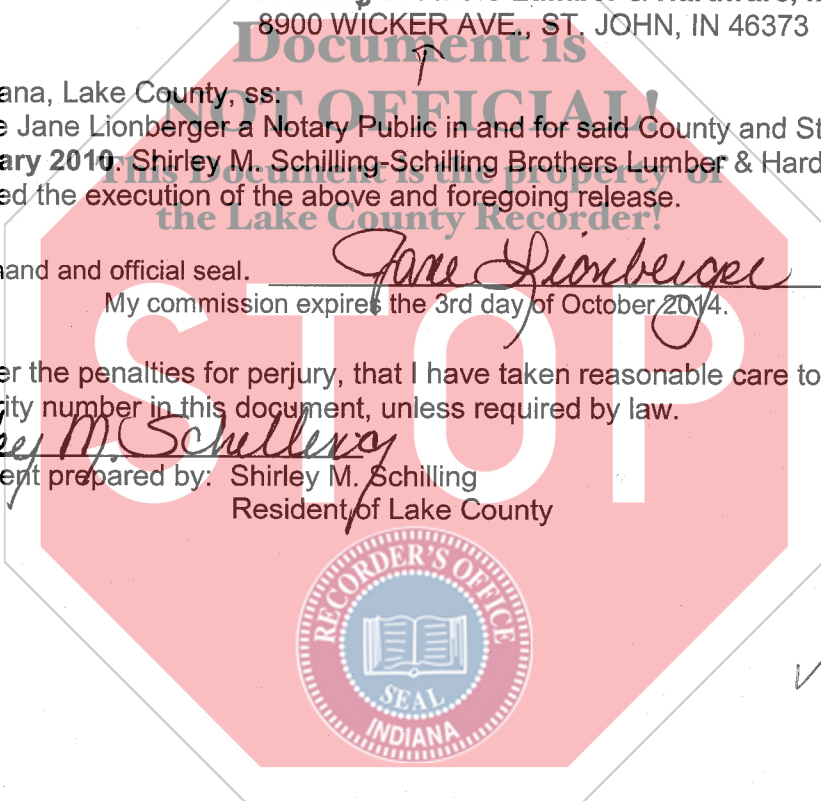 8900 WICKER AVE., ST. JOHN, IN 46373
Document is
ana, Lake County, ss:
NOT OFFICIAL!
e Jane Lionberger a Notary Public in and for said County and St
ary 2010. Shirley M. Schilling-Schilling Brothers Lumber & Hard
This Document is the property of
ed the execution of the above and foregoing release.
the Lake County Recorder!
hand and official seal. Jane Lionberger
My commission expires the 3rd day of October 2014.
STOP
er the penalties for perjury, that I have taken reasonable care to
ity number in this document, unless required by law.
ey M. Schilling
ent prepared by: Shirley M. Schilling
Resident of Lake County
RECORDER'S OFFICE
SEAL
INDIANA